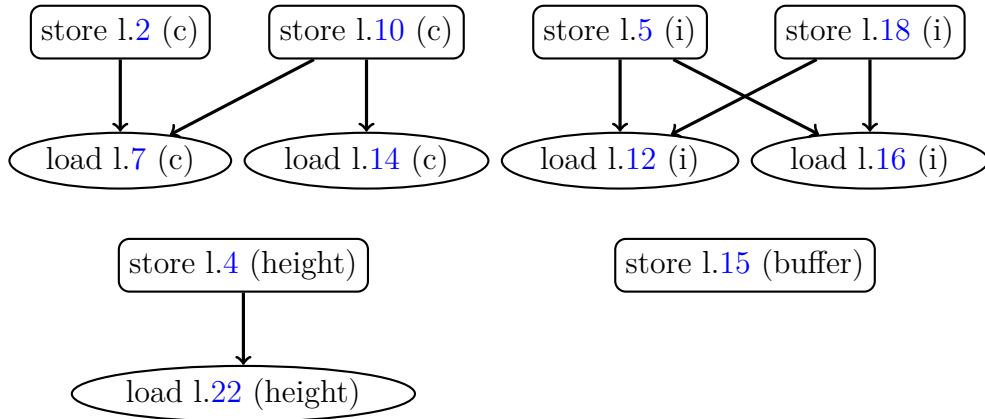 store l.2 (c)
store l.10 (c)
store l.5 (i)
store l.18 (i)
load l.7 (c)
load l.14 (c)
load l.12 (i)
load l.16 (i)
store l.4 (height)
store l.15 (buffer)
load l.22 (height)